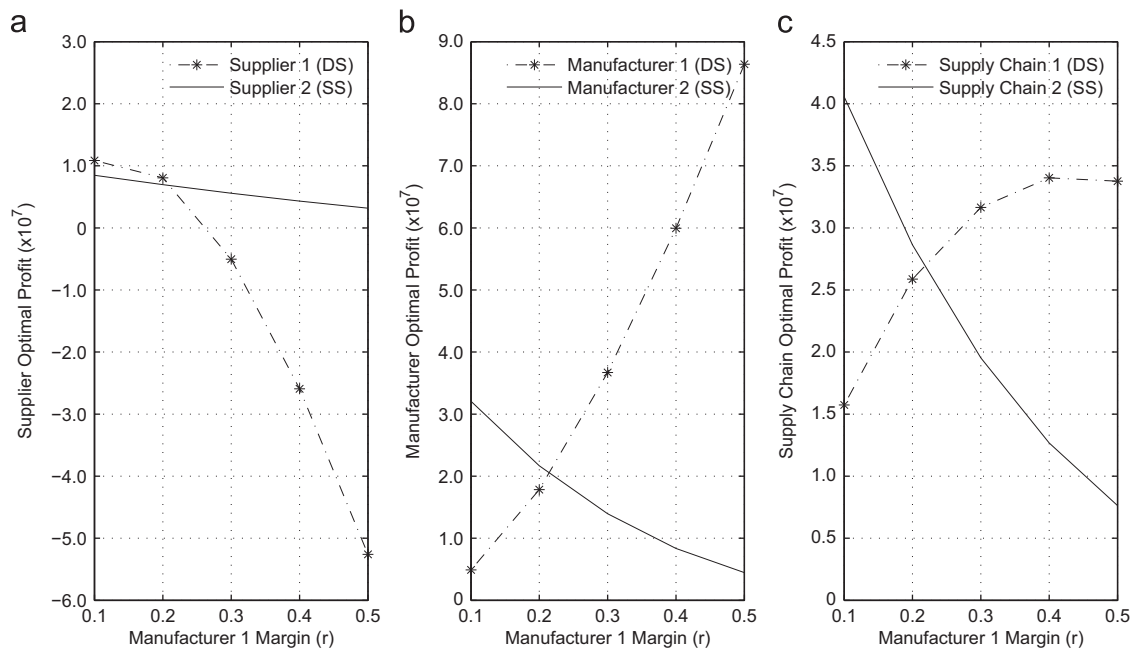 a
Supplier Optimal Profit (x10^7)
3.0
2.0
1.0
0
−1.0
−2.0
−3.0
−4.0
−5.0
−6.0
Supplier 1 (DS)
Supplier 2 (SS)
0.1 0.2 0.3 0.4 0.5
Manufacturer 1 Margin (r)
b
Manufacturer Optimal Profit (x10^7)
9.0
8.0
7.0
6.0
5.0
4.0
3.0
2.0
1.0
0
Manufacturer 1 (DS)
Manufacturer 2 (SS)
0.1 0.2 0.3 0.4 0.5
Manufacturer 1 Margin (r)
c
Supply Chain Optimal Profit (x10^7)
4.5
4.0
3.5
3.0
2.5
2.0
1.5
1.0
0.5
0
Supply Chain 1 (DS)
Supply Chain 2 (SS)
0.1 0.2 0.3 0.4 0.5
Manufacturer 1 Margin (r)